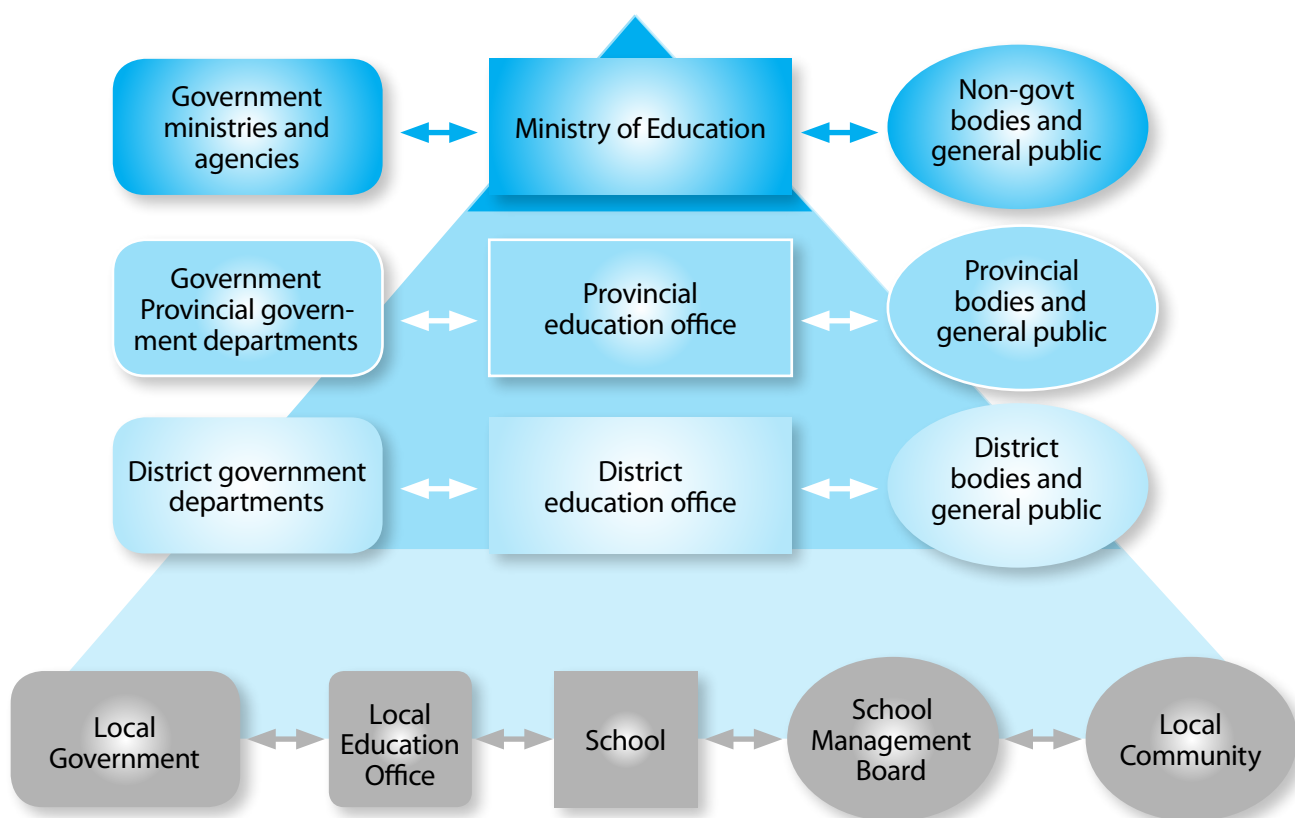 Government
ministries and
agencies
Ministry of Education
Non-govt
bodies and
general public
Government
Provincial govern-
ment departments
Provincial
education office
Provincial
bodies and
general public
District government
departments
District
education office
District
bodies and
general public
Local
Government
Local
Education
Office
School
School
Management
Board
Local
Community